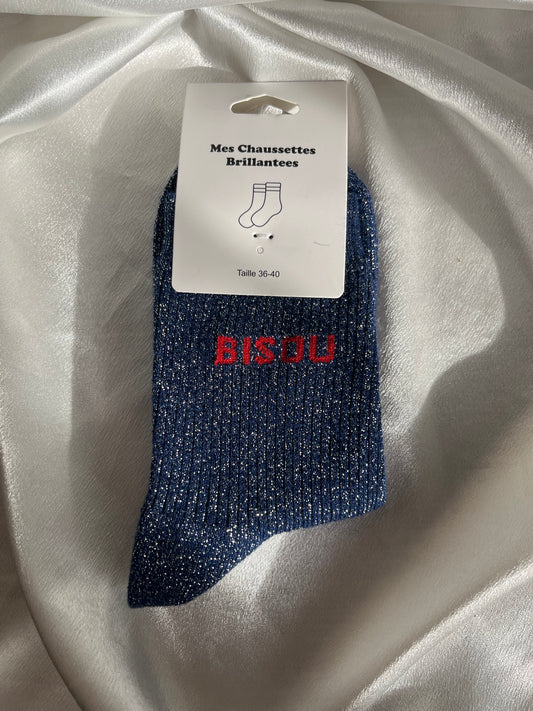 Mes Chaussettes
Brillantees
Taille 36-40
BISOU